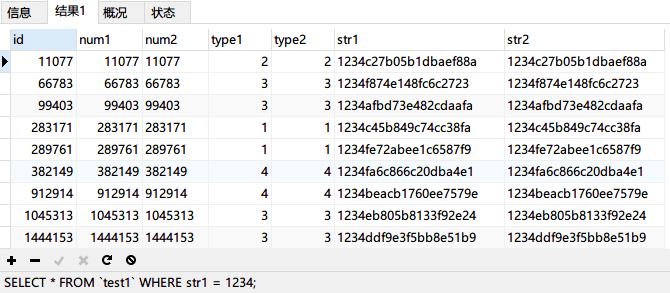 信息 结果1 概况 状态
id num1 num2 type1 type2 str1 str2
11077 11077 11077 2 2 1234c27b05b1dbaef88a 1234c27b05b1dbaef88a
66783 66783 66783 3 3 1234f874e148fc6c2723 1234f874e148fc6c2723
99403 99403 99403 3 3 1234afbd73e482cdaafa 1234afbd73e482cdaafa
283171 283171 283171 1 1 1234c45b849c74cc38fa 1234c45b849c74cc38fa
289761 289761 289761 1 1 1234fe72abee1c6587f9 1234fe72abee1c6587f9
382149 382149 382149 4 4 1234fa6c866c20dba4e1 1234fa6c866c20dba4e1
912914 912914 912914 4 4 1234beacb1760ee7579e 1234beacb1760ee7579e
1045313 1045313 1045313 3 3 1234eb805b8133f92e24 1234eb805b8133f92e24
1444153 1444153 1444153 3 3 1234ddf9e3f5bb8e51b9 1234ddf9e3f5bb8e51b9
SELECT * FROM `test1` WHERE str1 = 1234;